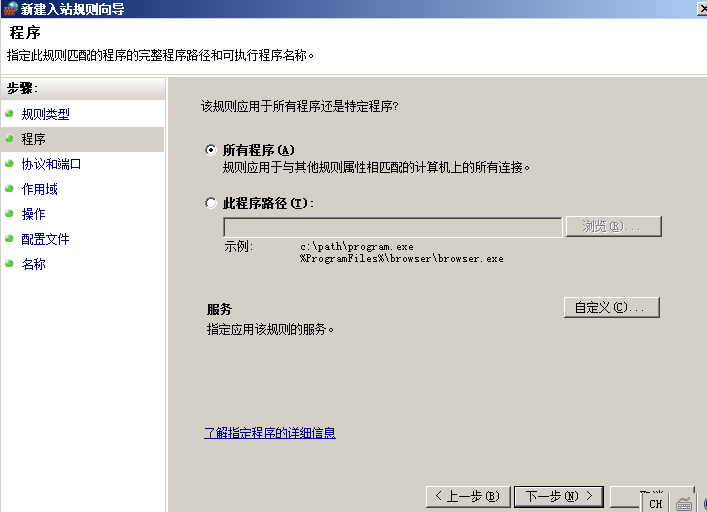 新建入站规则向导
程序
指定此规则匹配的程序的完整程序路径和可执行程序名称。
步骤:
规则类型
程序
协议和端口
作用域
操作
配置文件
名称
该规则应用于所有程序还是特定程序?
所有程序(A)
规则应用于与其他规则属性相匹配的计算机上的所有连接。
此程序路径(T):
浏览(R)...
示例: c:\path\program.exe
%ProgramFiles%\browser\browser.exe
服务
自定义(C)...
指定应用该规则的服务。
了解指定程序的详细信息
< 上一步(B) 下一步(N) >
CH